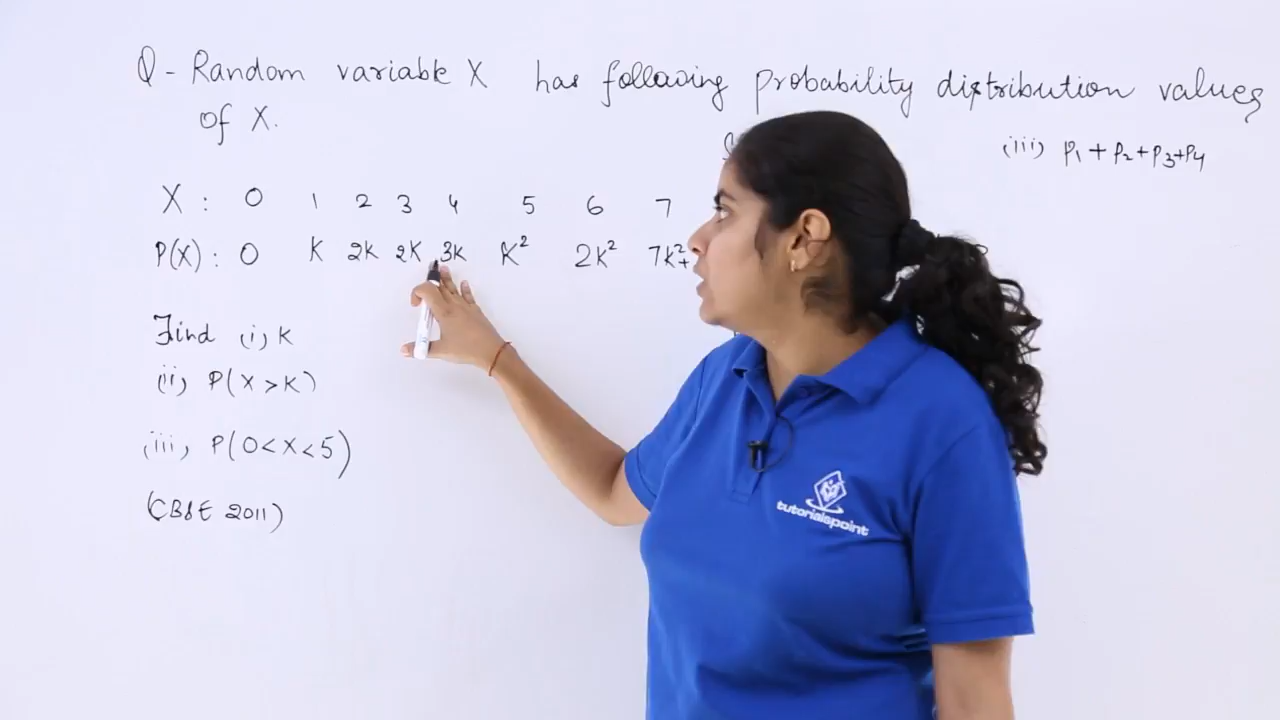 Q - Random variable X has following probability distribution values
of X.
(iii) P₁ + P₂ + P₃ + P₄
X : 0 1 2 3 4 5 6 7
P(X) : 0 K 2K 2K 3K K² 2K² 7K²+
Find (i) K
(ii) P(X > K)
(iii) P(0 < X < 5)
(CBSE 2011)
tutorialspoint